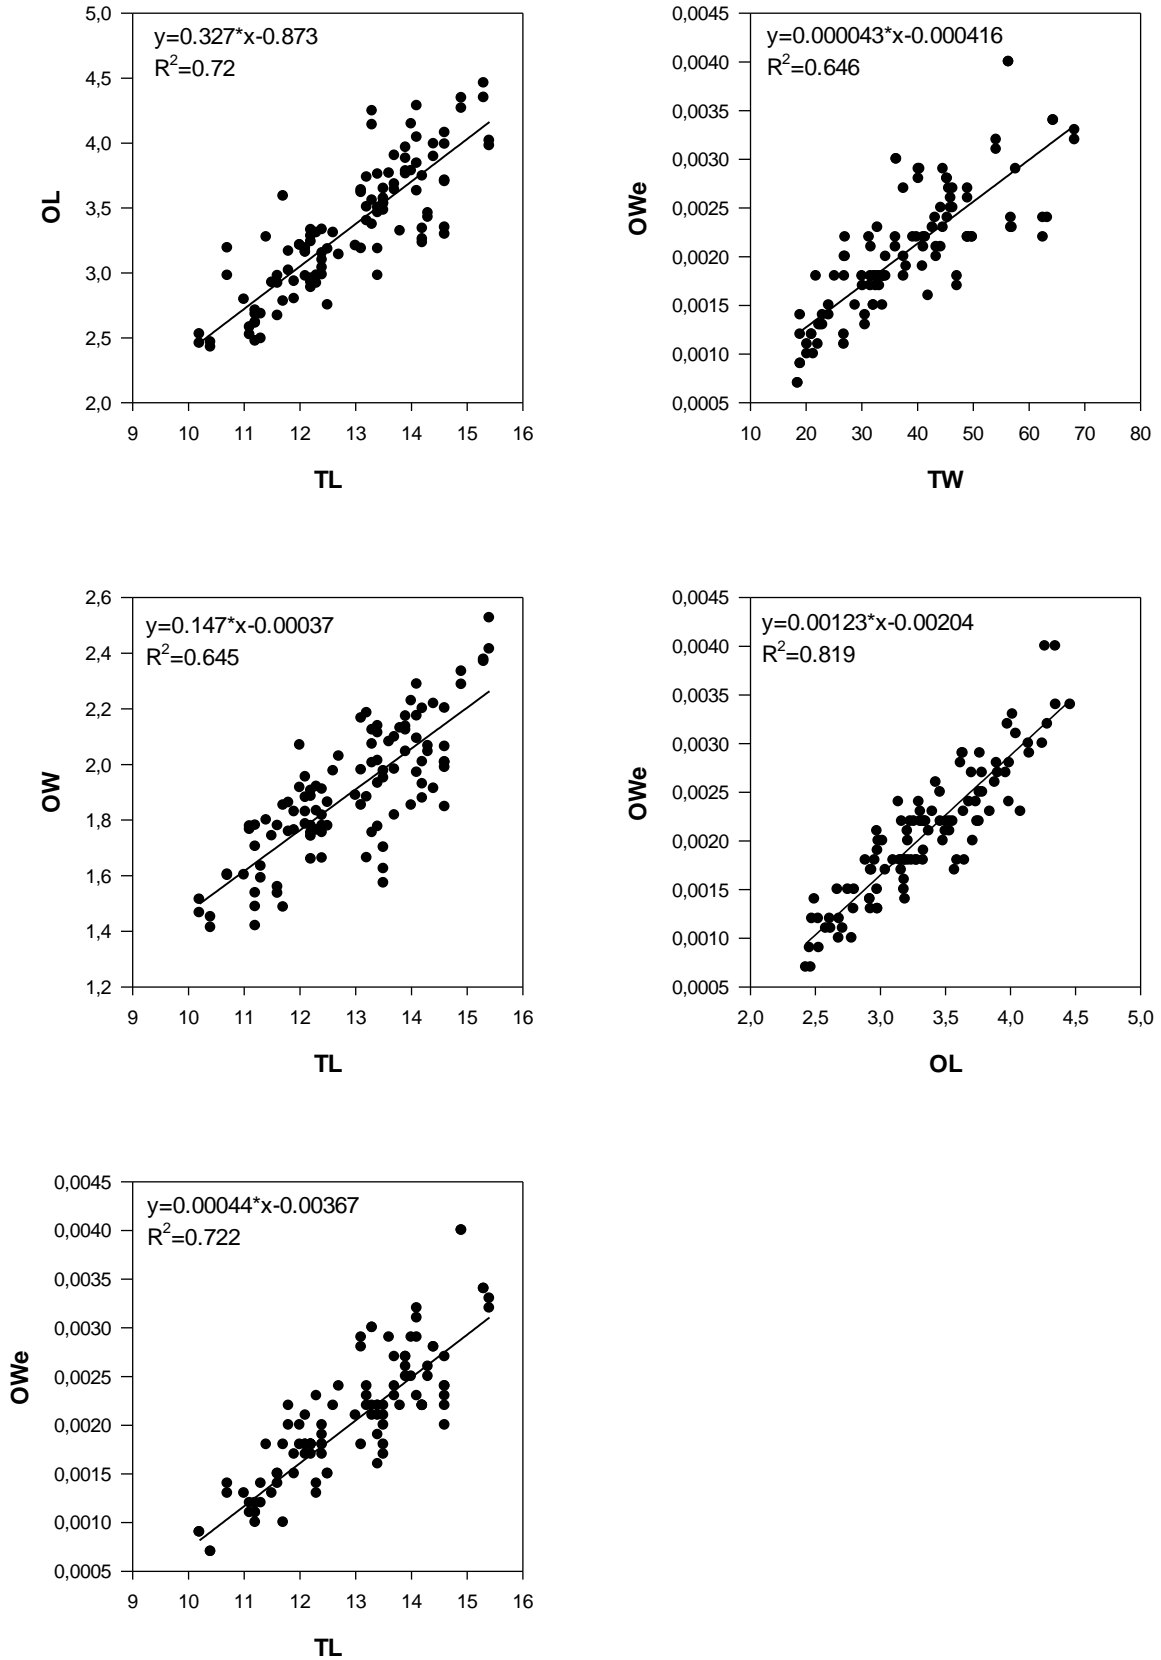 y=0.327*x-0.873
R²=0.72
5,0
4,5
4,0
3,5
3,0
2,5
2,0
OL
9 10 11 12 13 14 15 16
TL
y=0.000043*x-0.000416
R²=0.646
0,0045
0,0040
0,0035
0,0030
0,0025
0,0020
0,0015
0,0010
0,0005
OWe
10 20 30 40 50 60 70 80
TW
y=0.147*x-0.00037
R²=0.645
2,6
2,4
2,2
2,0
1,8
1,6
1,4
1,2
OW
9 10 11 12 13 14 15 16
TL
y=0.00123*x-0.00204
R²=0.819
0,0045
0,0040
0,0035
0,0030
0,0025
0,0020
0,0015
0,0010
0,0005
OWe
2,0 2,5 3,0 3,5 4,0 4,5 5,0
OL
y=0.00044*x-0.00367
R²=0.722
0,0045
0,0040
0,0035
0,0030
0,0025
0,0020
0,0015
0,0010
0,0005
OWe
9 10 11 12 13 14 15 16
TL